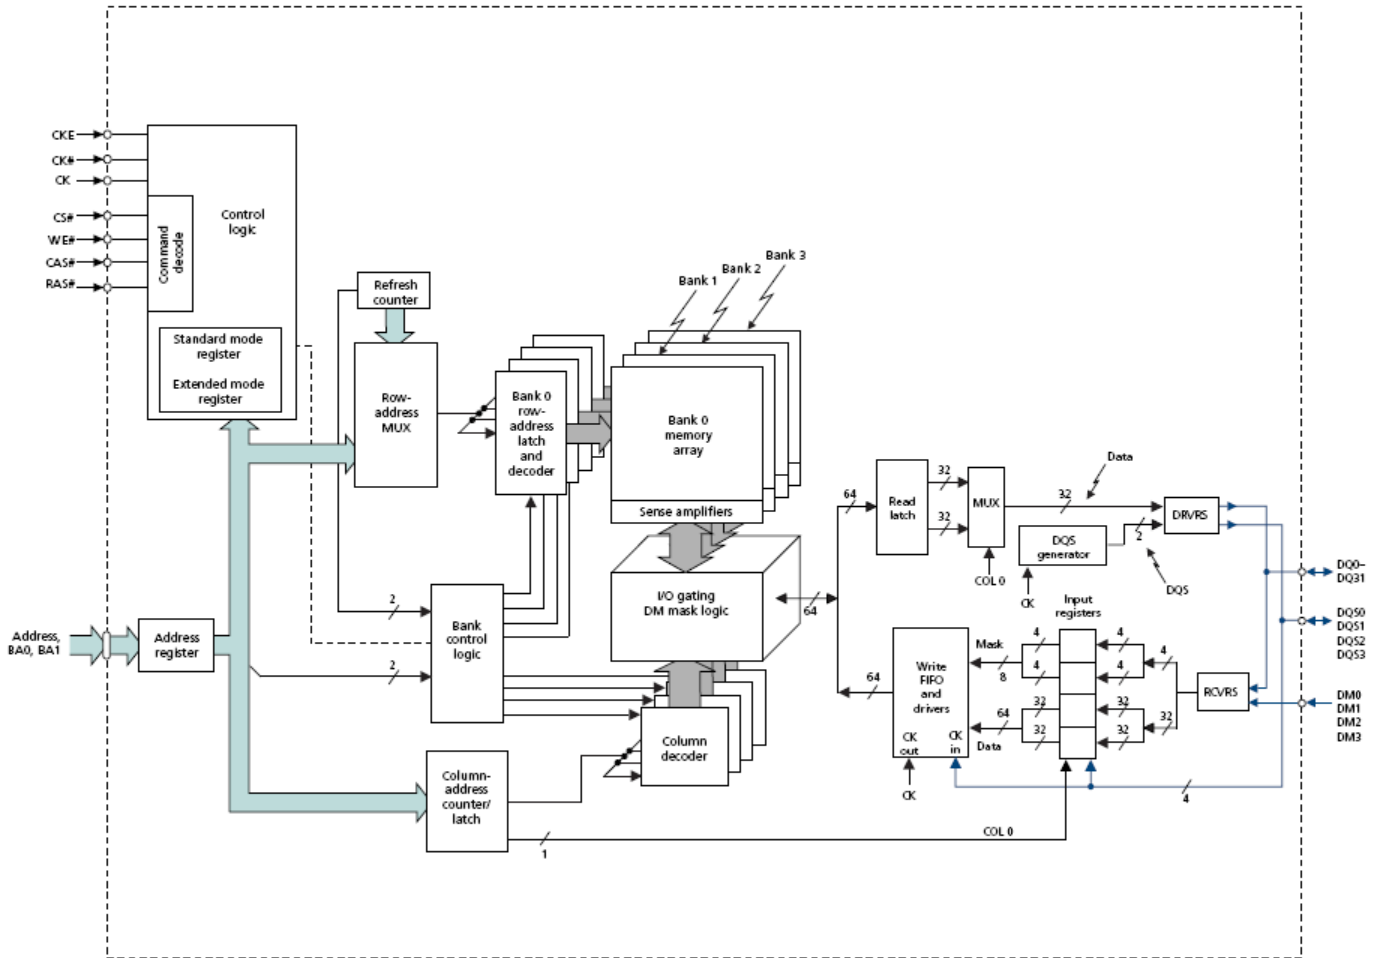 CKE
CK#
CK
CS#
WE#
CAS#
RAS#
Command
decode
Control
logic
Standard mode
register
Extended mode
register
Refresh
counter
Row-
address
MUX
Bank 0
row-
address
latch
and
decoder
Bank 1
Bank 2
Bank 3
Bank 0
memory
array
Sense amplifiers
I/O gating
DM mask logic
2
2
Bank
control
logic
Address,
BA0, BA1
Address
register
Column-
address
counter/
latch
Column
decoder
1
COL 0
64
64
64
Read
latch
32
32
MUX
COL 0
32
Data
DQS
generator
CK
2
DQS
DRVRS
Input
registers
Write
FIFO
and
drivers
CK
out
CK
in
CK
Mask
8
64
Data
4
4
32
32
4
4
32
32
4
32
RCVRS
4
DQ0–
DQ31
DQS0
DQS1
DQS2
DQS3
DM0
DM1
DM2
DM3